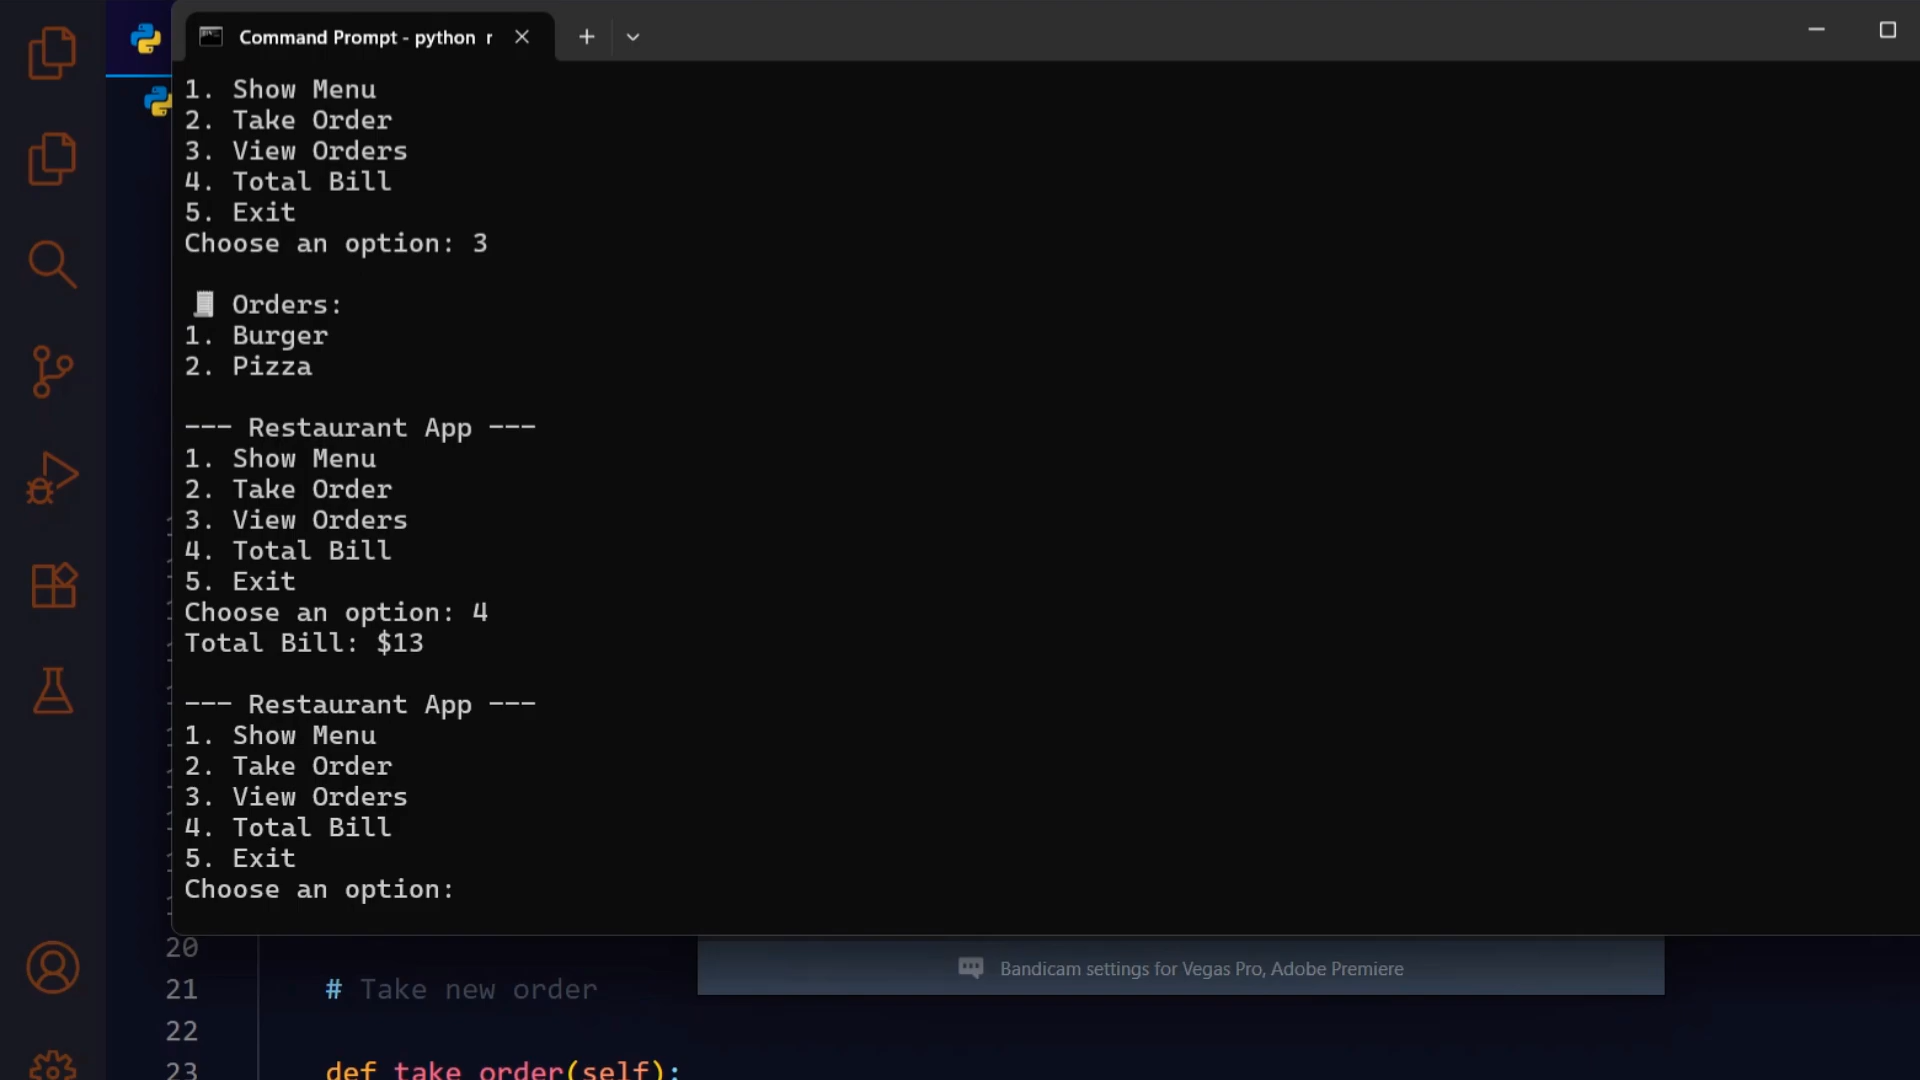 Command Prompt - python r
1. Show Menu
2. Take Order
3. View Orders
4. Total Bill
5. Exit
Choose an option: 3
Orders:
1. Burger
2. Pizza
--- Restaurant App ---
1. Show Menu
2. Take Order
3. View Orders
4. Total Bill
5. Exit
Choose an option: 4
Total Bill: $13
--- Restaurant App ---
1. Show Menu
2. Take Order
3. View Orders
4. Total Bill
5. Exit
Choose an option:
20
Bandicam settings for Vegas Pro, Adobe Premiere
21 # Take new order
22
23 def take_order(self):